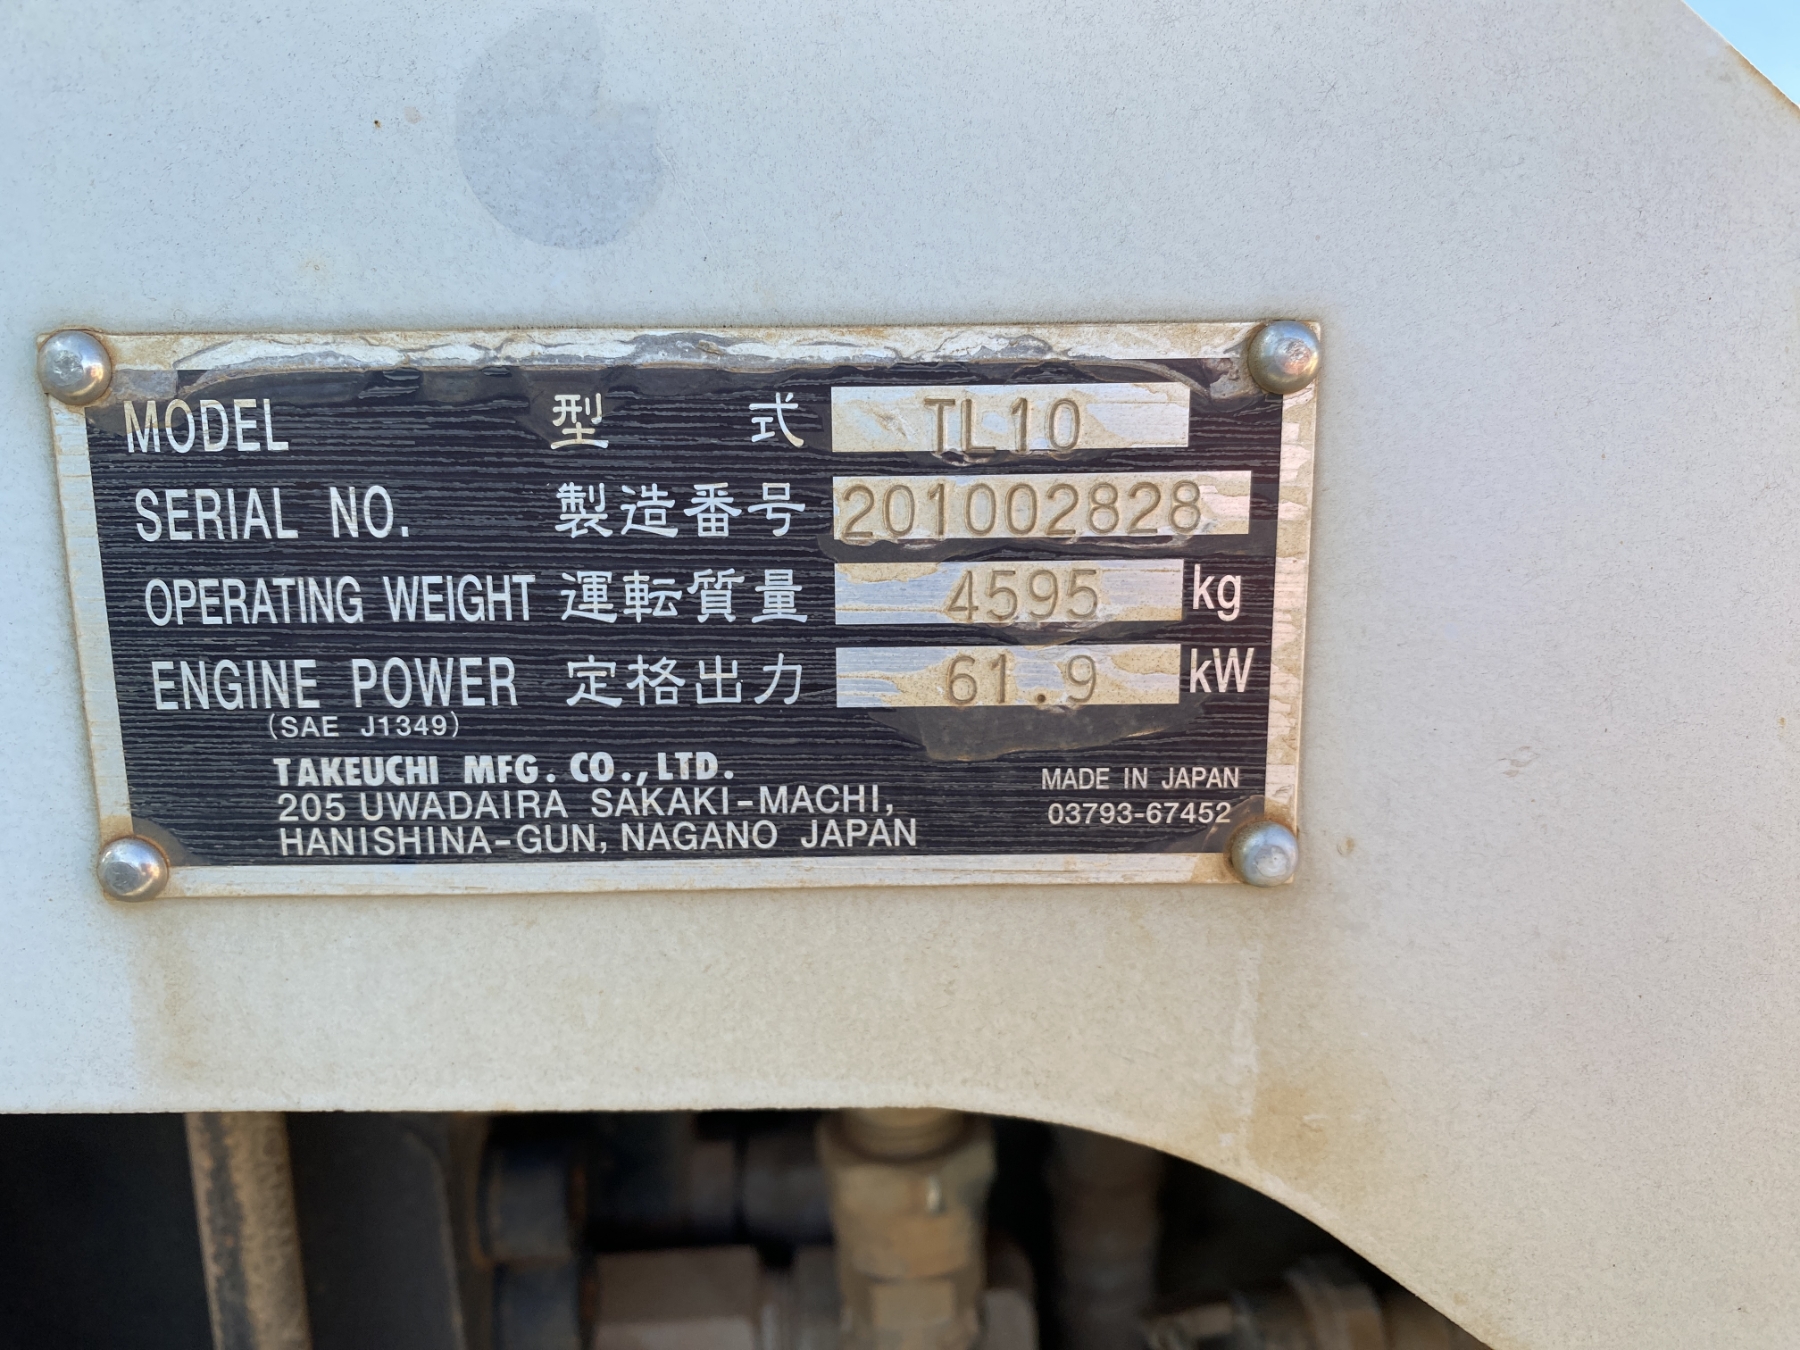 MODEL 型 式 TL10
SERIAL NO. 製造番号 201002828
OPERATING WEIGHT 運転質量 4595 kg
ENGINE POWER 定格出力 61.9 kW
(SAE J1349)
TAKEUCHI MFG. CO., LTD.
205 UWADAIRA SAKAKI-MACHI,
HANISHINA-GUN, NAGANO JAPAN
MADE IN JAPAN
03793-67452